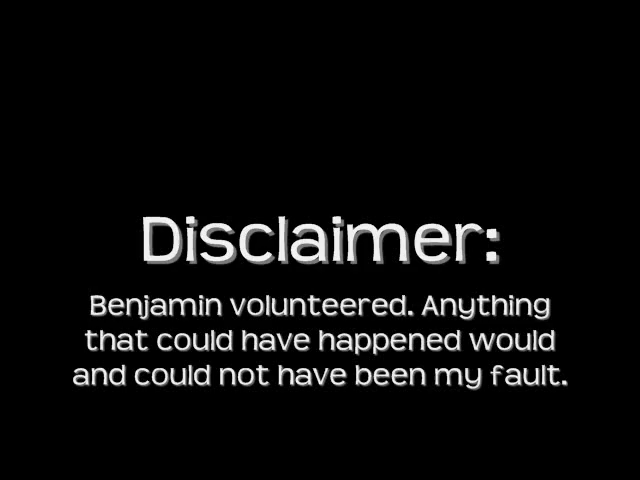 Disclaimer:
Benjamin volunteered. Anything
that could have happened would
and could not have been my fault.